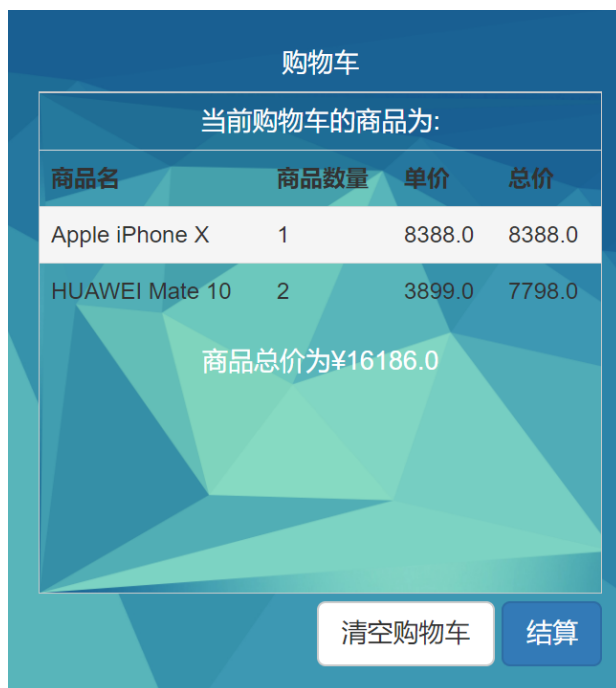 购物车
当前购物车的商品为:
商品名 商品数量 单价 总价
Apple iPhone X 1 8388.0 8388.0
HUAWEI Mate 10 2 3899.0 7798.0
商品总价为¥16186.0
清空购物车 结算